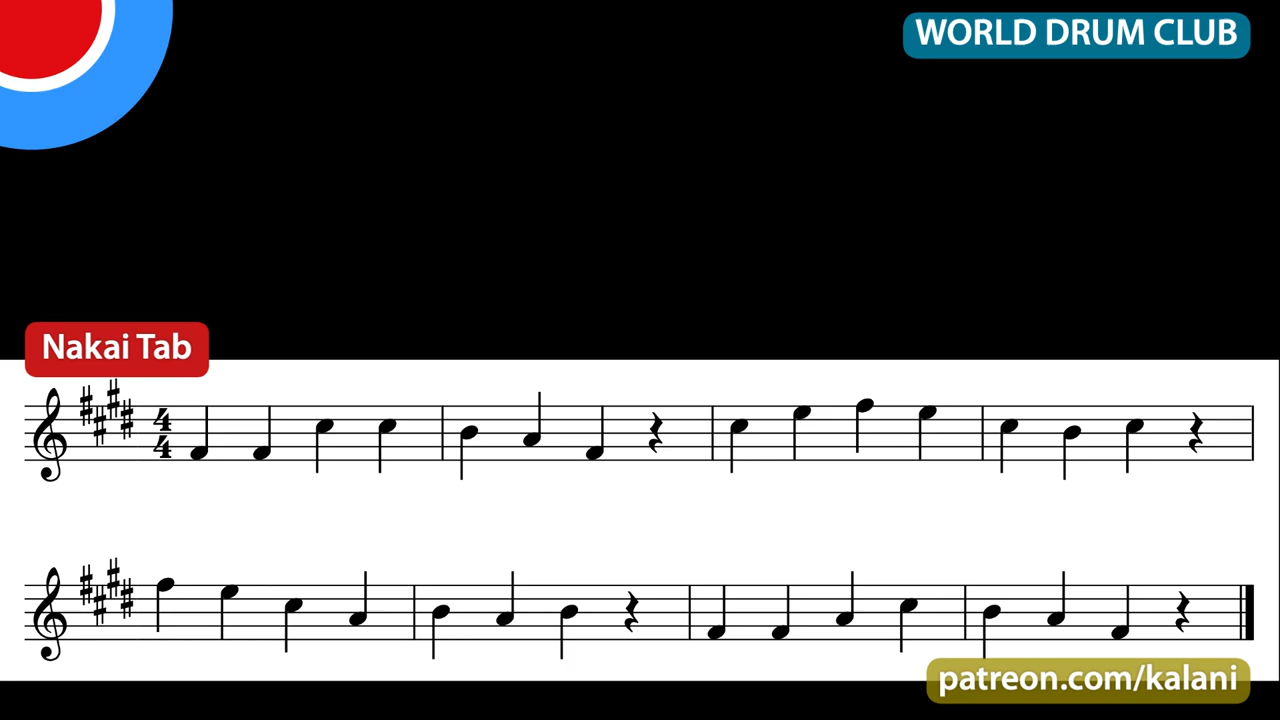 WORLD DRUM CLUB
Nakai Tab
4
4
patreon.com/kalani